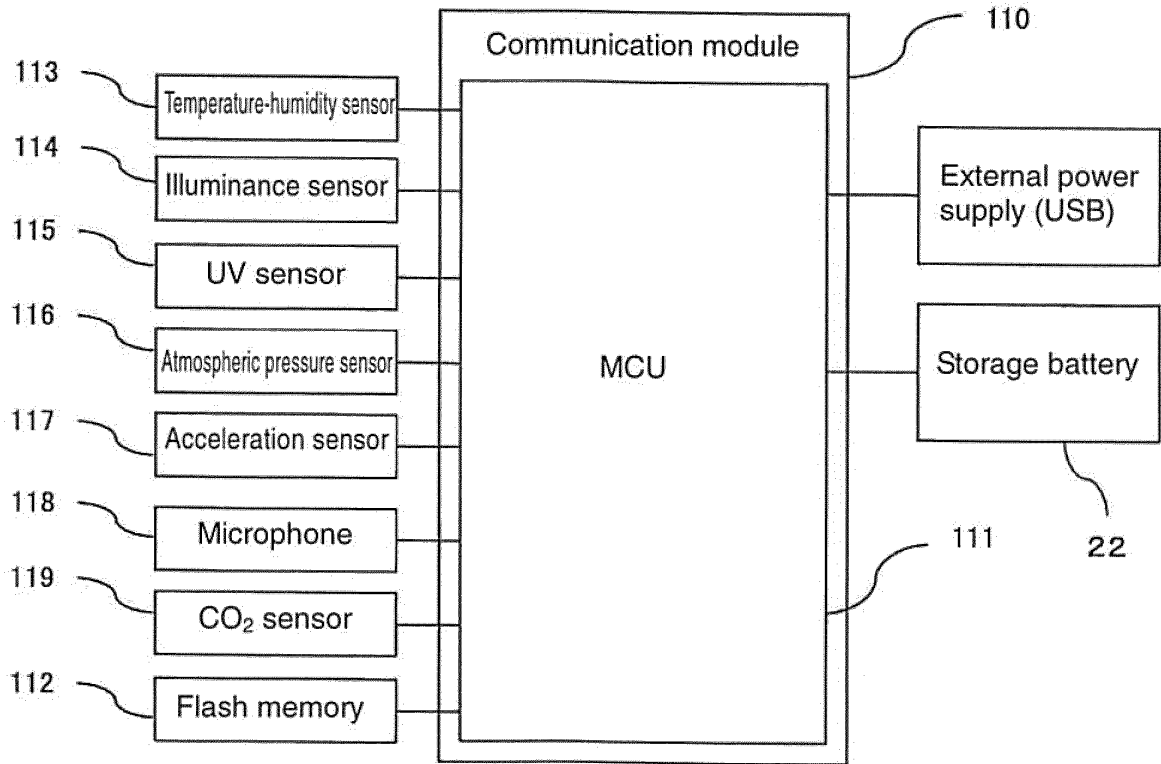 110
Communication module
113
Temperature-humidity sensor
114
Illuminance sensor
External power
supply (USB)
115
UV sensor
116
Atmospheric pressure sensor
MCU
Storage battery
117
Acceleration sensor
118
Microphone
111
22
119
CO₂ sensor
112
Flash memory